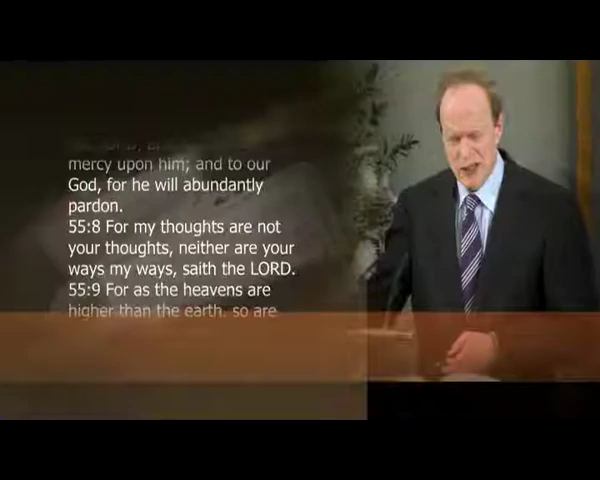 mercy upon him; and to our
God, for he will abundantly
pardon.
55:8 For my thoughts are not
your thoughts, neither are your
ways my ways, saith the LORD.
55:9 For as the heavens are
higher than the earth, so are